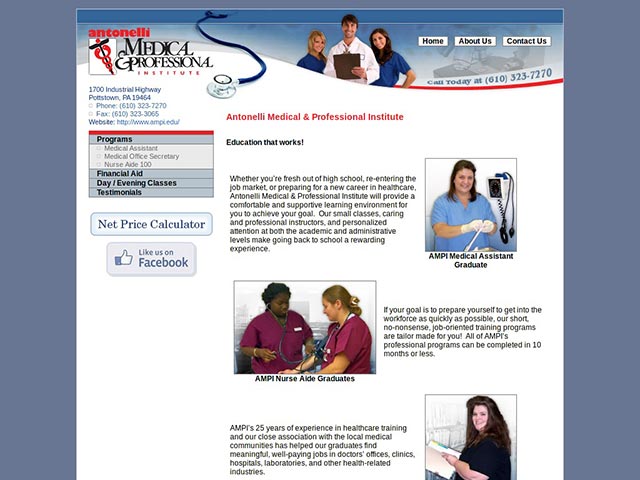 antonelli
MEDICAL
& PROFESSIONAL
INSTITUTE
Home
About Us
Contact Us
Call Today at (610) 323-7270
1700 Industrial Highway
Pottstown, PA 19464
Phone: (610) 323-7270
Fax: (610) 323-3065
Website: http://www.ampi.edu/
Programs
Medical Assistant
Medical Office Secretary
Nurse Aide 100
Financial Aid
Day / Evening Classes
Testimonials
Net Price Calculator
Like us on
Facebook
Antonelli Medical & Professional Institute
Education that works!
Whether you're fresh out of high school, re-entering the
job market, or preparing for a new career in healthcare,
Antonelli Medical & Professional Institute will provide a
comfortable and supportive learning environment for
you to achieve your goal. Our small classes, caring
and professional instructors, and personalized
attention at both the academic and administrative
levels make going back to school a rewarding
experience.
AMPI Medical Assistant
Graduate
If your goal is to prepare yourself to get into the
workforce as quickly as possible, our short,
no-nonsense, job-oriented training programs
are tailor made for you! All of AMPI's
professional programs can be completed in 10
months or less.
AMPI Nurse Aide Graduates
AMPI's 25 years of experience in healthcare training
and our close association with the local medical
communities has helped our graduates find
meaningful, well-paying jobs in doctors' offices, clinics,
hospitals, laboratories, and other health-related
industries.